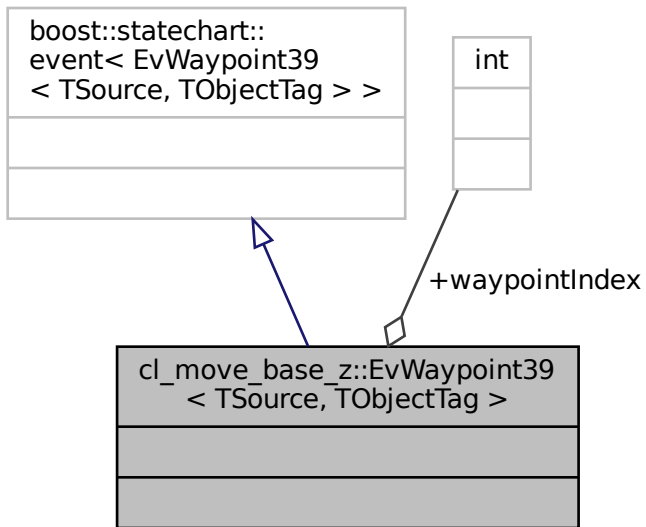 boost::statechart::
event< EvWaypoint39
< TSource, TObjectTag > >
int
+waypointIndex
cl_move_base_z::EvWaypoint39
< TSource, TObjectTag >